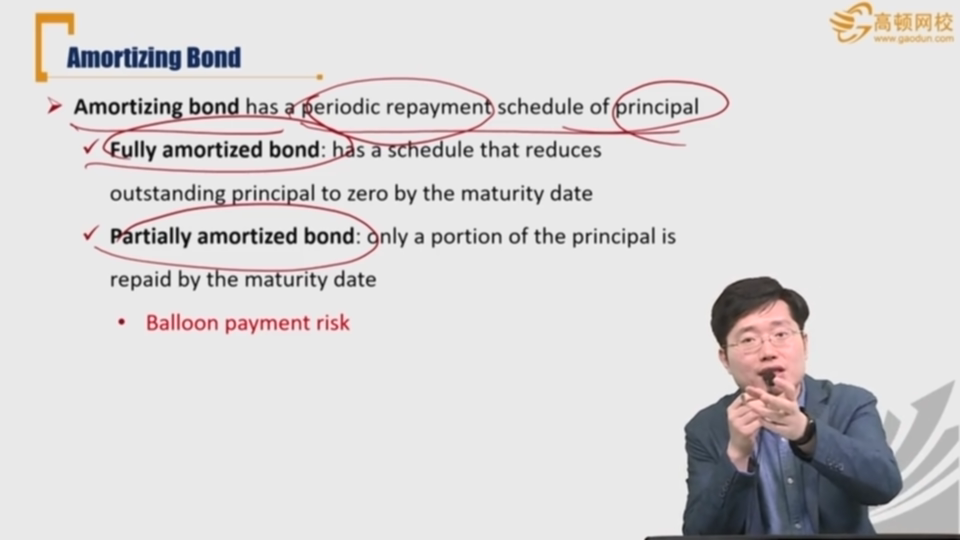 Amortizing Bond
高顿网校
www.gaodun.com
➢ Amortizing bond has a periodic repayment schedule of principal
✓ Fully amortized bond: has a schedule that reduces
outstanding principal to zero by the maturity date
✓ Partially amortized bond: only a portion of the principal is
repaid by the maturity date
• Balloon payment risk